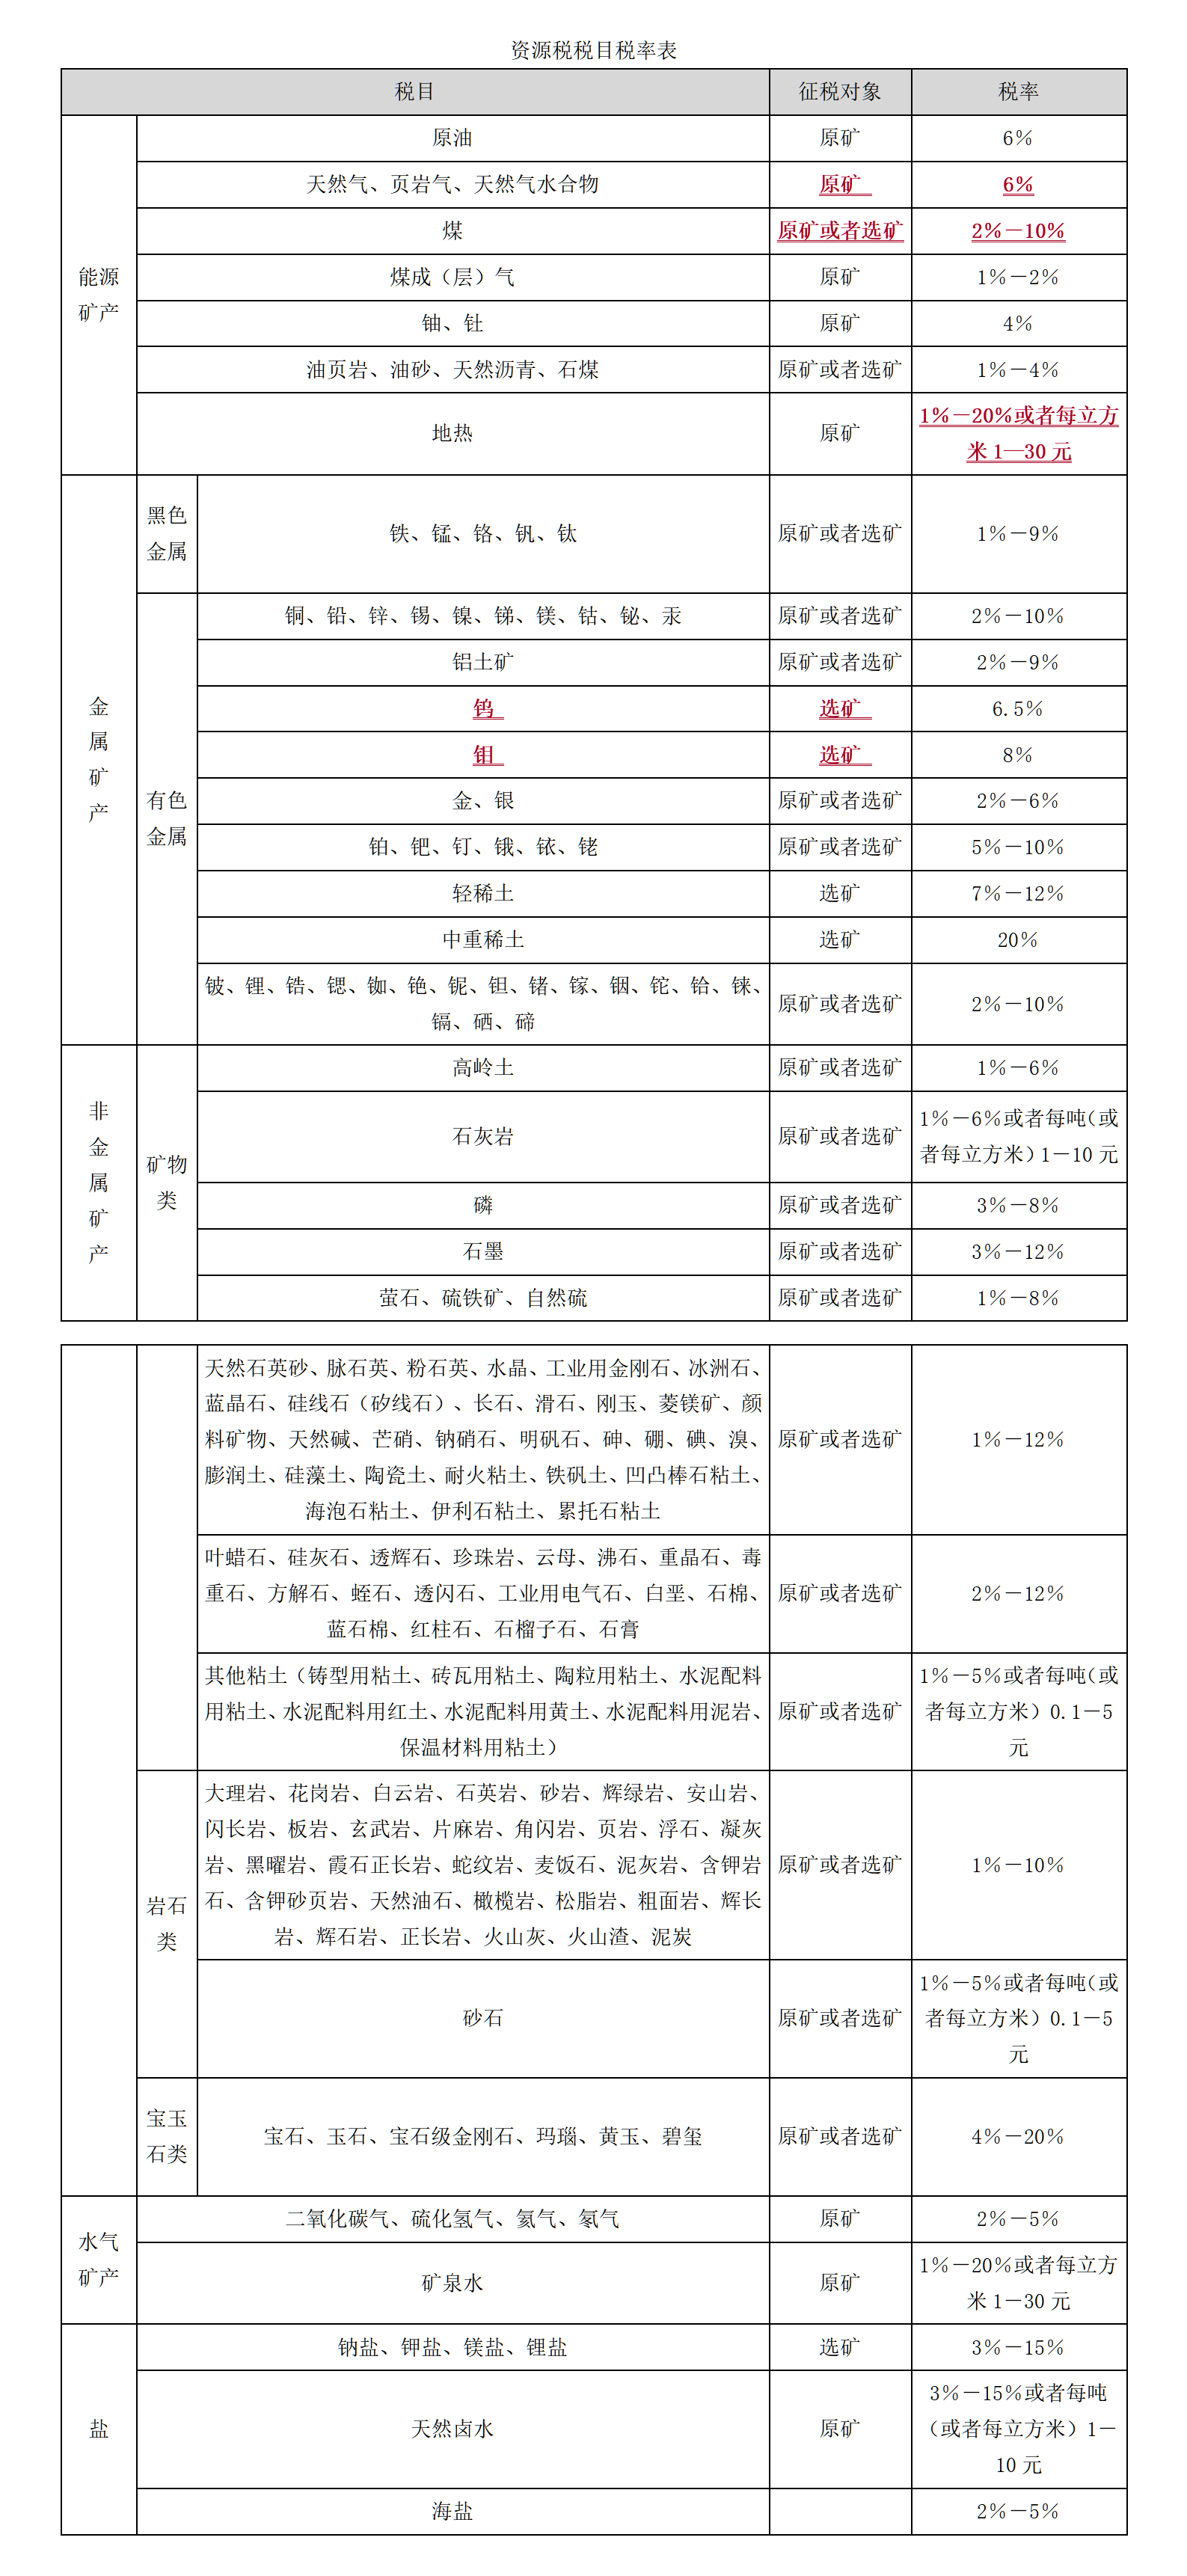 资源税税目税率表
税目
征税对象
税率
能源
矿产
原油
原矿
6%
天然气、页岩气、天然气水合物
原矿
6%
煤
原矿或者选矿
2%－10%
煤成（层）气
原矿
1%－2%
铀、钍
原矿
4%
油页岩、油砂、天然沥青、石煤
原矿或者选矿
1%－4%
地热
原矿
1%－20%或者每立方
米 1—30 元
金
属
矿
产
黑色
金属
铁、锰、铬、钒、钛
原矿或者选矿
1%－9%
有色
金属
铜、铅、锌、锡、镍、锑、镁、钴、铋、汞
原矿或者选矿
2%－10%
铝土矿
原矿或者选矿
2%－9%
钨
选矿
6.5%
钼
选矿
8%
金、银
原矿或者选矿
2%－6%
铂、钯、钌、锇、铱、铑
原矿或者选矿
5%－10%
轻稀土
选矿
7%－12%
中重稀土
选矿
20%
铍、锂、锆、锶、铷、铯、铌、钽、锗、镓、铟、铊、铪、铼、
镉、硒、碲
原矿或者选矿
2%－10%
非
金
属
矿
产
矿物
类
高岭土
原矿或者选矿
1%－6%
石灰岩
原矿或者选矿
1%－6%或者每吨（或
者每立方米）1－10 元
磷
原矿或者选矿
3%－8%
石墨
原矿或者选矿
3%－12%
萤石、硫铁矿、自然硫
原矿或者选矿
1%－8%
天然石英砂、脉石英、粉石英、水晶、工业用金刚石、冰洲石、
蓝晶石、硅线石（矽线石）、长石、滑石、刚玉、菱镁矿、颜
料矿物、天然碱、芒硝、钠硝石、明矾石、砷、硼、碘、溴、
膨润土、硅藻土、陶瓷土、耐火粘土、铁矾土、凹凸棒石粘土、
海泡石粘土、伊利石粘土、累托石粘土
原矿或者选矿
1%－12%
叶蜡石、硅灰石、透辉石、珍珠岩、云母、沸石、重晶石、毒
重石、方解石、蛭石、透闪石、工业用电气石、白垩、石棉、
蓝石棉、红柱石、石榴子石、石膏
原矿或者选矿
2%－12%
其他粘土（铸型用粘土、砖瓦用粘土、陶粒用粘土、水泥配料
用粘土、水泥配料用红土、水泥配料用黄土、水泥配料用泥岩、
保温材料用粘土）
原矿或者选矿
1%－5%或者每吨（或
者每立方米）0.1－5
元
岩石
类
大理岩、花岗岩、白云岩、石英岩、砂岩、辉绿岩、安山岩、
闪长岩、板岩、玄武岩、片麻岩、角闪岩、页岩、浮石、凝灰
岩、黑曜岩、霞石正长岩、蛇纹岩、麦饭石、泥灰岩、含钾岩
石、含钾砂页岩、天然油石、橄榄岩、松脂岩、粗面岩、辉长
岩、辉石岩、正长岩、火山灰、火山渣、泥炭
原矿或者选矿
1%－10%
砂石
原矿或者选矿
1%－5%或者每吨（或
者每立方米）0.1－5
元
宝玉
石类
宝石、玉石、宝石级金刚石、玛瑙、黄玉、碧玺
原矿或者选矿
4%－20%
水气
矿产
二氧化碳气、硫化氢气、氦气、氡气
原矿
2%－5%
矿泉水
原矿
1%－20%或者每立方
米 1－30 元
盐
钠盐、钾盐、镁盐、锂盐
选矿
3%－15%
天然卤水
原矿
3%－15%或者每吨
（或者每立方米）1－
10 元
海盐
2%－5%